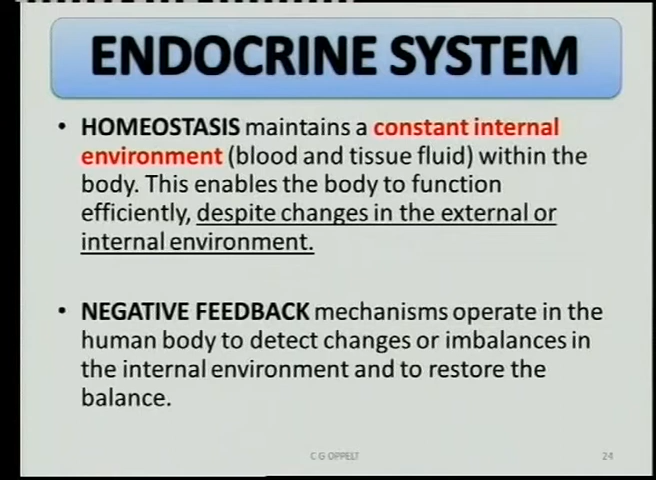 ENDOCRINE SYSTEM
• HOMEOSTASIS maintains a constant internal
environment (blood and tissue fluid) within the
body. This enables the body to function
efficiently, despite changes in the external or
internal environment.
• NEGATIVE FEEDBACK mechanisms operate in the
human body to detect changes or imbalances in
the internal environment and to restore the
balance.
C G OPPELT
24